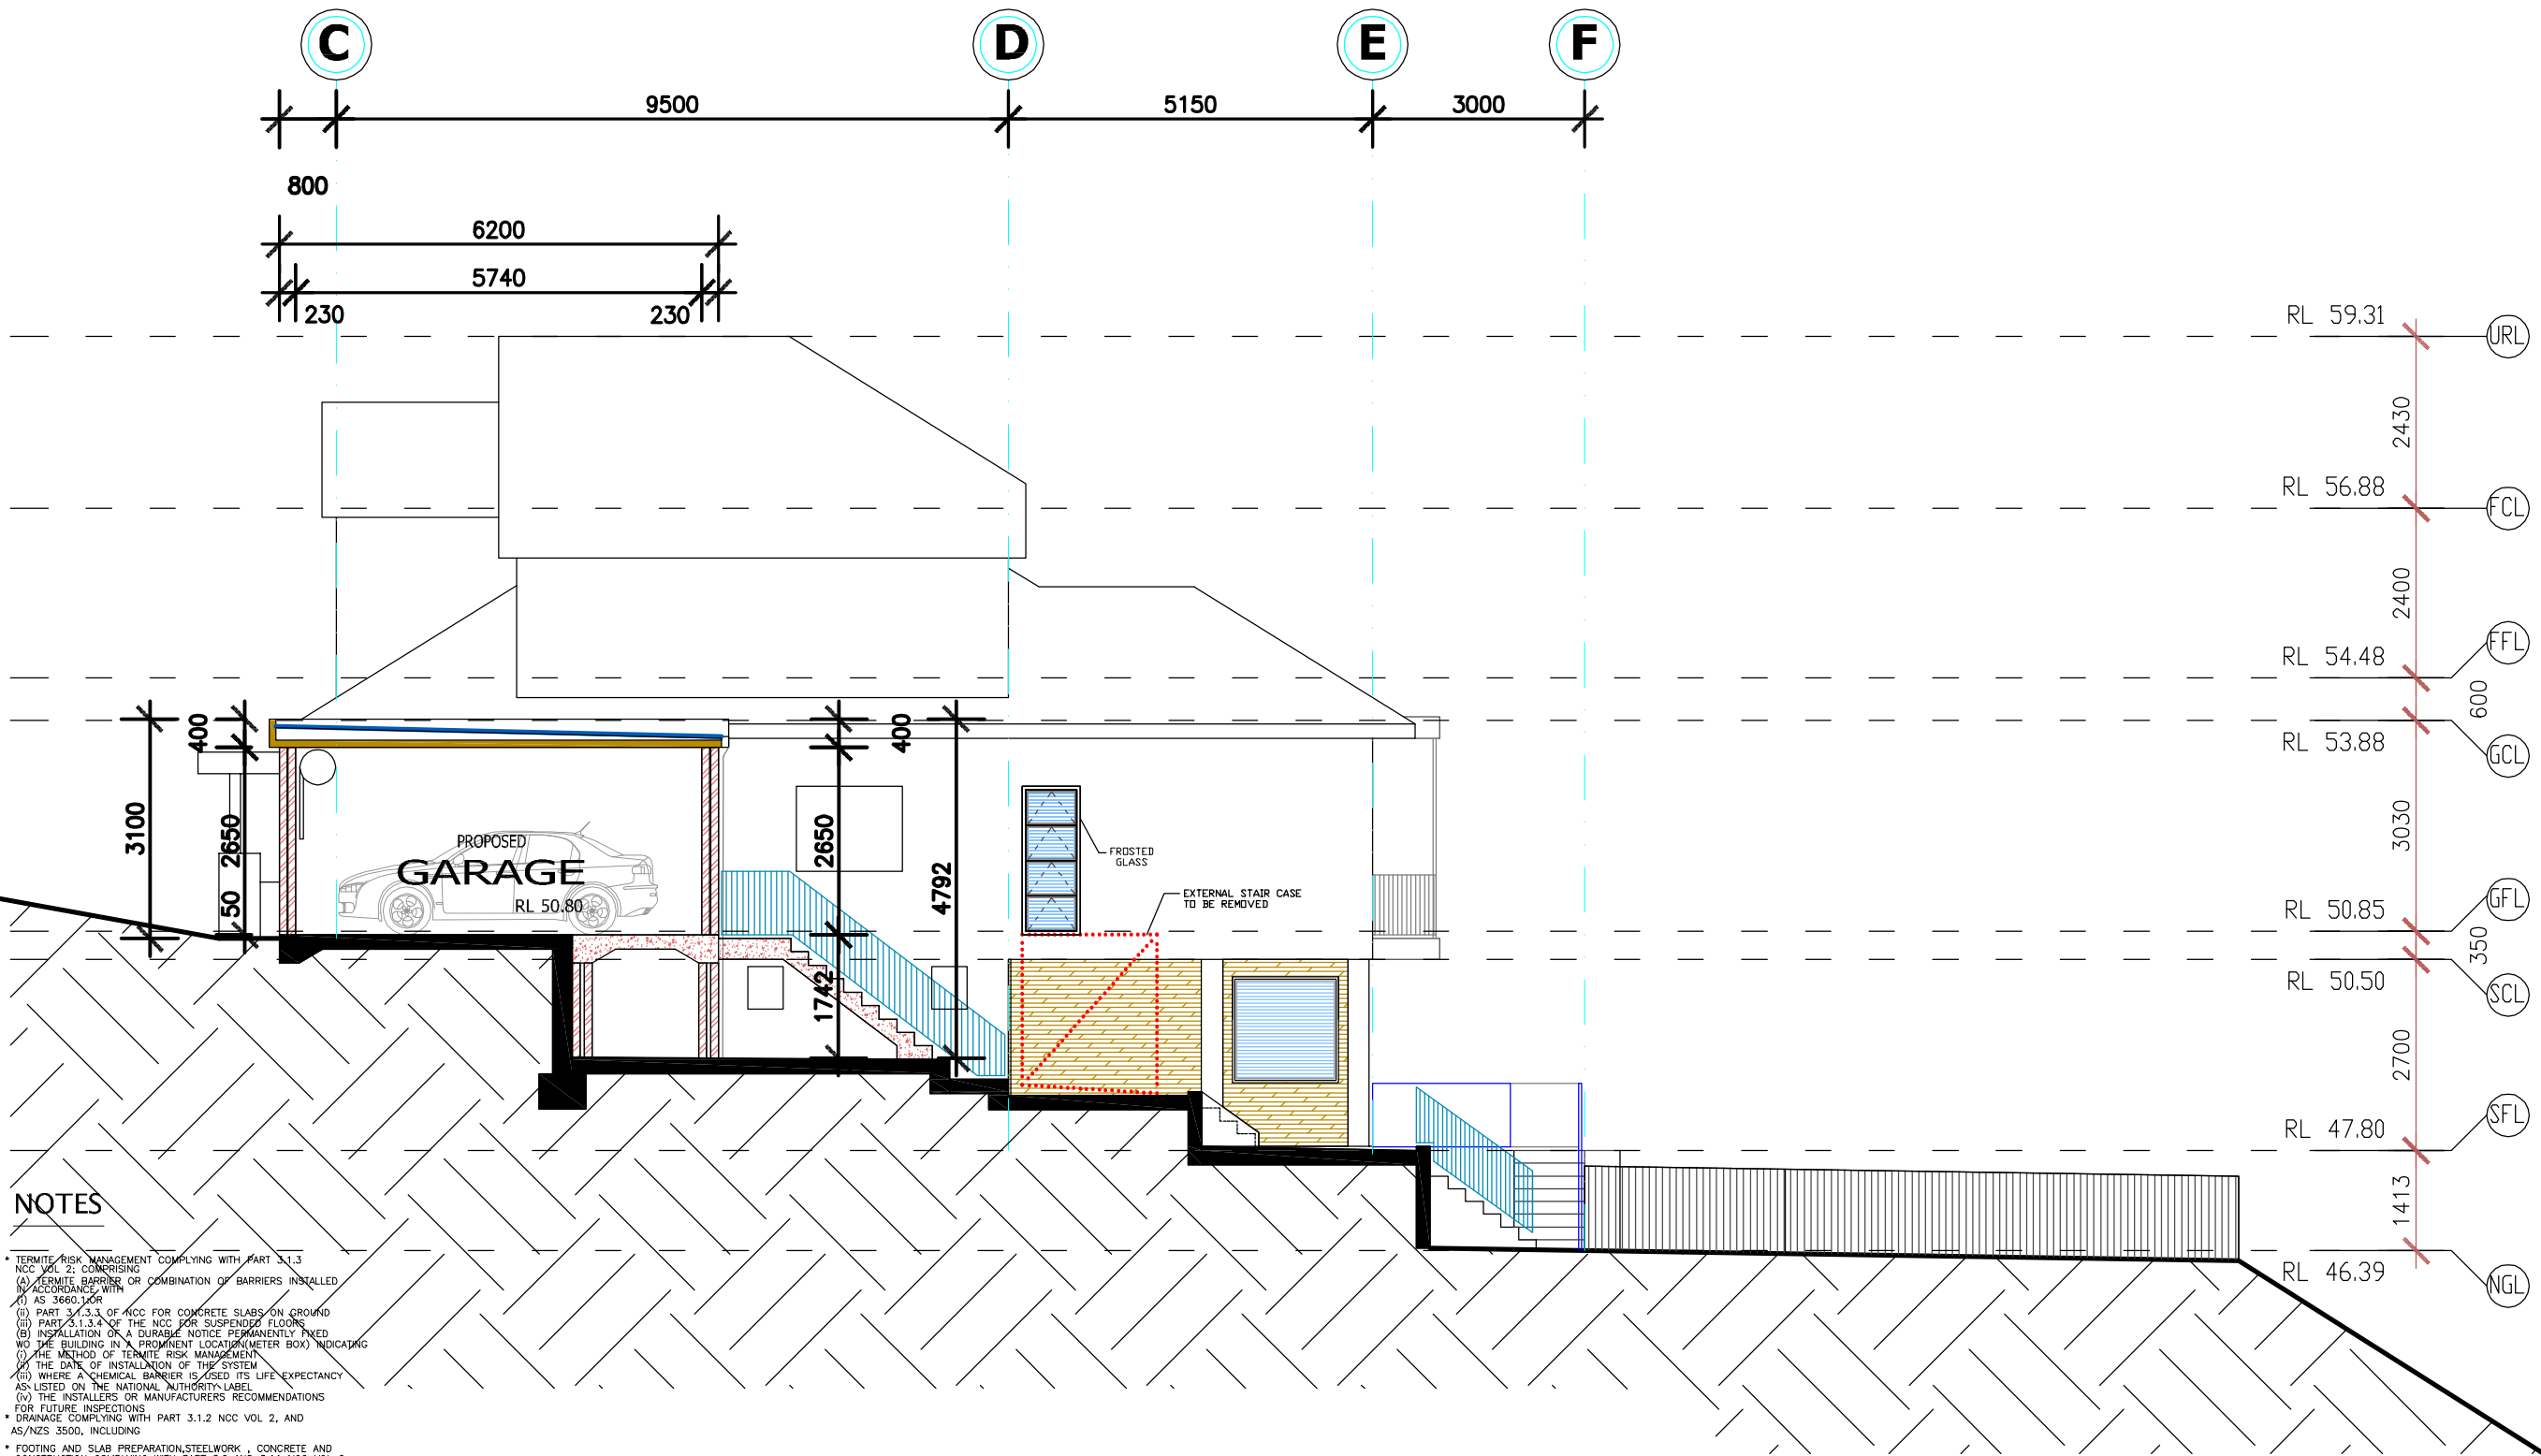 C D E F
9500 5150 3000
800
6200
5740
230 230
RL 59.31 URL
2430
RL 56.88 FCL
2400
RL 54.48 FFL
600
RL 53.88 GCL
3030
RL 50.85 GFL
350
RL 50.50 SCL
2700
RL 47.80 SFL
1413
RL 46.39 NGL
400 400
3100 2650 2650 4792
50 1742
PROPOSED
GARAGE
RL 50.80
FROSTED
GLASS
EXTERNAL STAIR CASE
TO BE REMOVED
NOTES
* TERMITE RISK MANAGEMENT COMPLYING WITH PART 3.1.3
NCC VOL 2; COMPRISING
(A) TERMITE BARRIER OR COMBINATION OF BARRIERS INSTALLED
IN ACCORDANCE WITH
(i) AS 3660.1;OR
(ii) PART 3.1.3.3 OF NCC FOR CONCRETE SLABS ON GROUND
(iii) PART 3.1.3.4 OF THE NCC FOR SUSPENDED FLOORS
(B) INSTALLATION OF A DURABLE NOTICE PERMANENTLY FIXED
WO THE BUILDING IN A PROMINENT LOCATION(METER BOX) INDICATING
(i) THE METHOD OF TERMITE RISK MANAGEMENT
(ii) THE DATE OF INSTALLATION OF THE SYSTEM
(iii) WHERE A CHEMICAL BARRIER IS USED ITS LIFE EXPECTANCY
AS LISTED ON THE NATIONAL AUTHORITY LABEL
(iv) THE INSTALLERS OR MANUFACTURERS RECOMMENDATIONS
FOR FUTURE INSPECTIONS
* DRAINAGE COMPLYING WITH PART 3.1.2 NCC VOL 2, AND
AS/NZS 3500, INCLUDING
* FOOTING AND SLAB PREPARATION,STEELWORK , CONCRETE AND